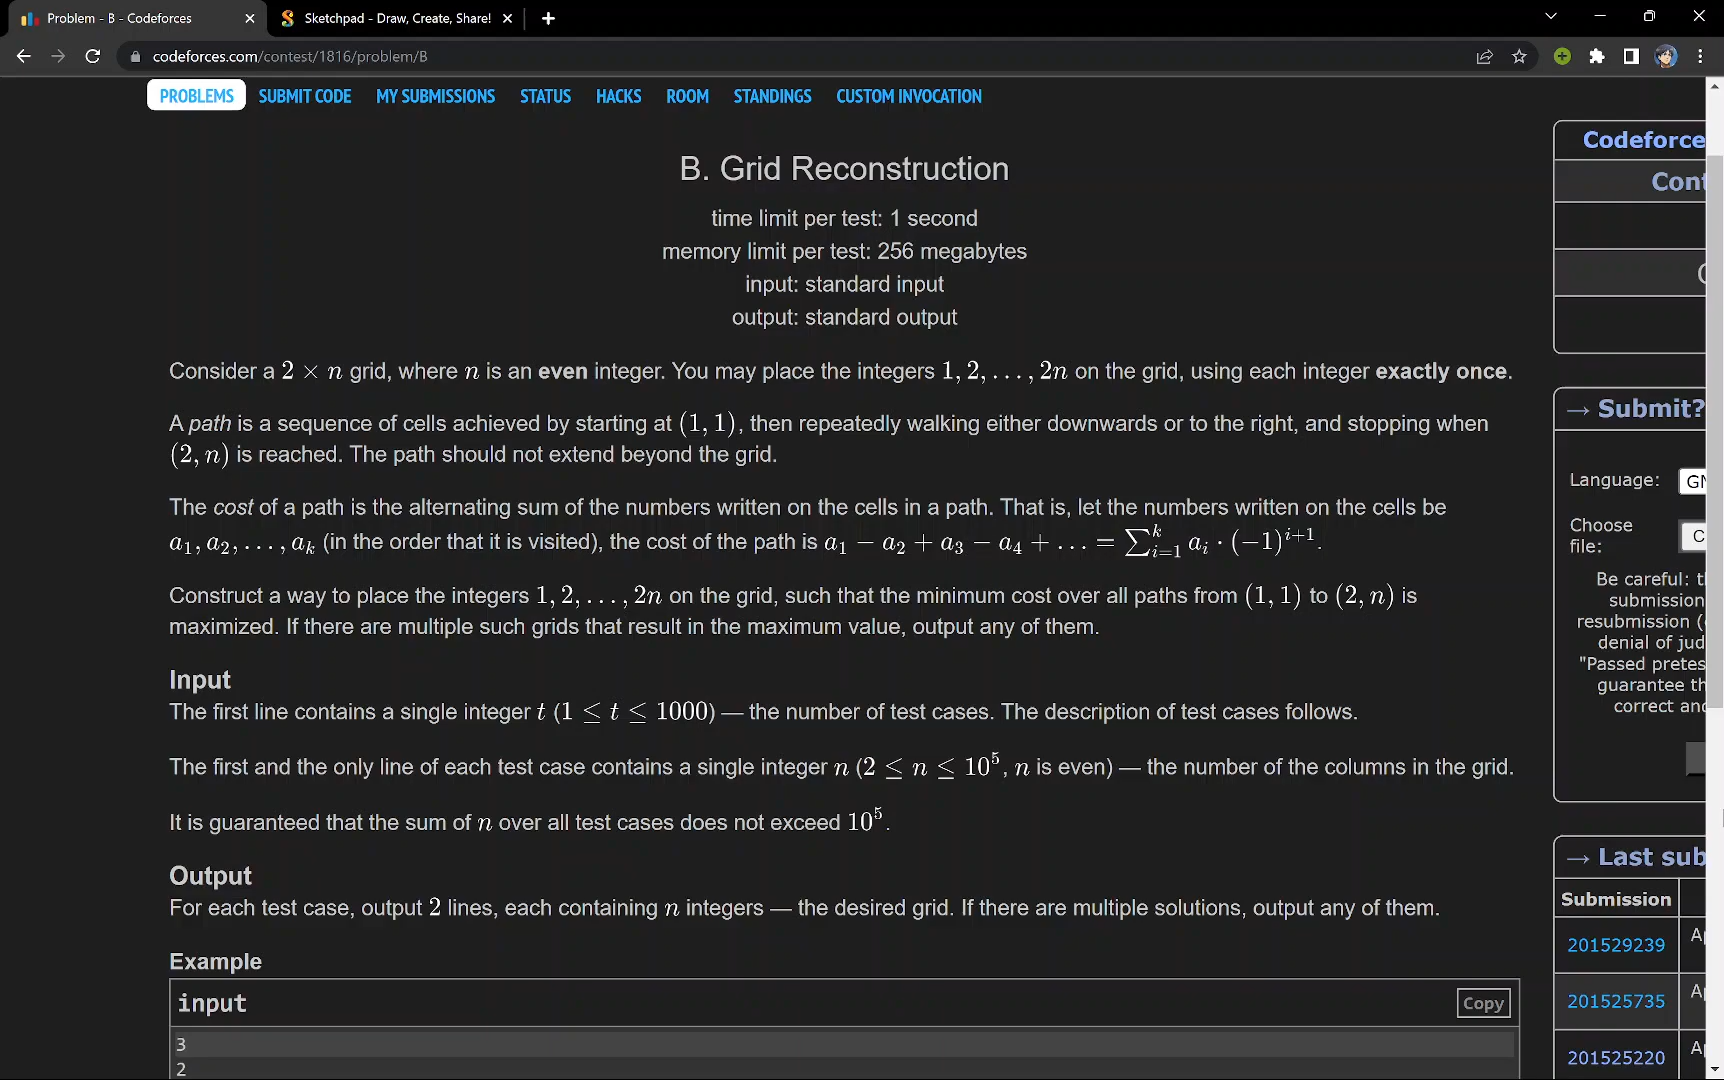 Problem - B - Codeforces
Sketchpad - Draw, Create, Share!
codeforces.com/contest/1816/problem/B
PROBLEMS SUBMIT CODE MY SUBMISSIONS STATUS HACKS ROOM STANDINGS CUSTOM INVOCATION
B. Grid Reconstruction
time limit per test: 1 second
memory limit per test: 256 megabytes
input: standard input
output: standard output
Consider a 2 × n grid, where n is an even integer. You may place the integers 1, 2, . . . , 2n on the grid, using each integer exactly once.
A path is a sequence of cells achieved by starting at (1, 1), then repeatedly walking either downwards or to the right, and stopping when
(2, n) is reached. The path should not extend beyond the grid.
The cost of a path is the alternating sum of the numbers written on the cells in a path. That is, let the numbers written on the cells be
a₁, a₂, . . . , aₖ (in the order that it is visited), the cost of the path is a₁ − a₂ + a₃ − a₄ + . . . = ∑ᵏᵢ₌₁ aᵢ · (−1)ⁱ⁺¹.
Construct a way to place the integers 1, 2, . . . , 2n on the grid, such that the minimum cost over all paths from (1, 1) to (2, n) is
maximized. If there are multiple such grids that result in the maximum value, output any of them.
Input
The first line contains a single integer t (1 ≤ t ≤ 1000) — the number of test cases. The description of test cases follows.
The first and the only line of each test case contains a single integer n (2 ≤ n ≤ 10⁵, n is even) — the number of the columns in the grid.
It is guaranteed that the sum of n over all test cases does not exceed 10⁵.
Output
For each test case, output 2 lines, each containing n integers — the desired grid. If there are multiple solutions, output any of them.
Example
input
Copy
3
2
Codeforce
Cont
→ Submit?
Language: GN
Choose
file:
C
Be careful: t
submission
resubmission (
denial of jud
"Passed pretes
guarantee th
correct and
→ Last sub
Submission
201529239 A
201525735 A
201525220 A